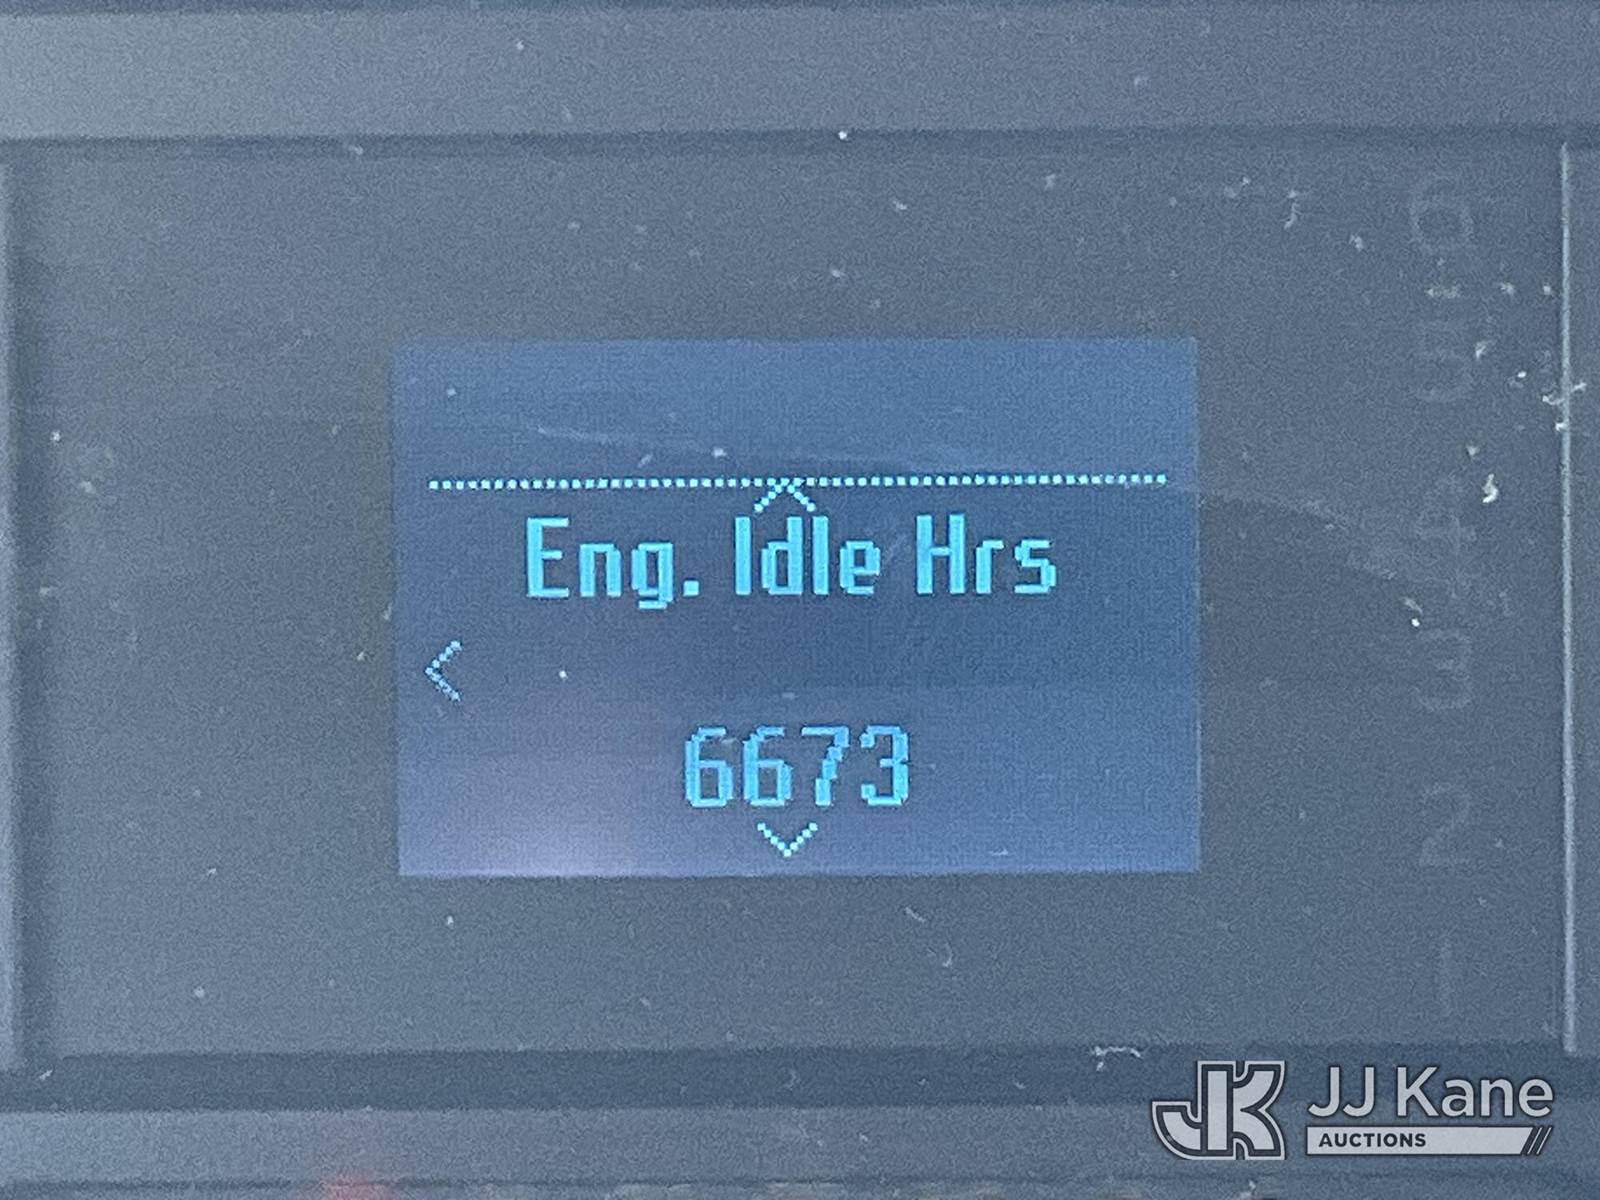 Eng. Idle Hrs
6673
JJ Kane
AUCTIONS